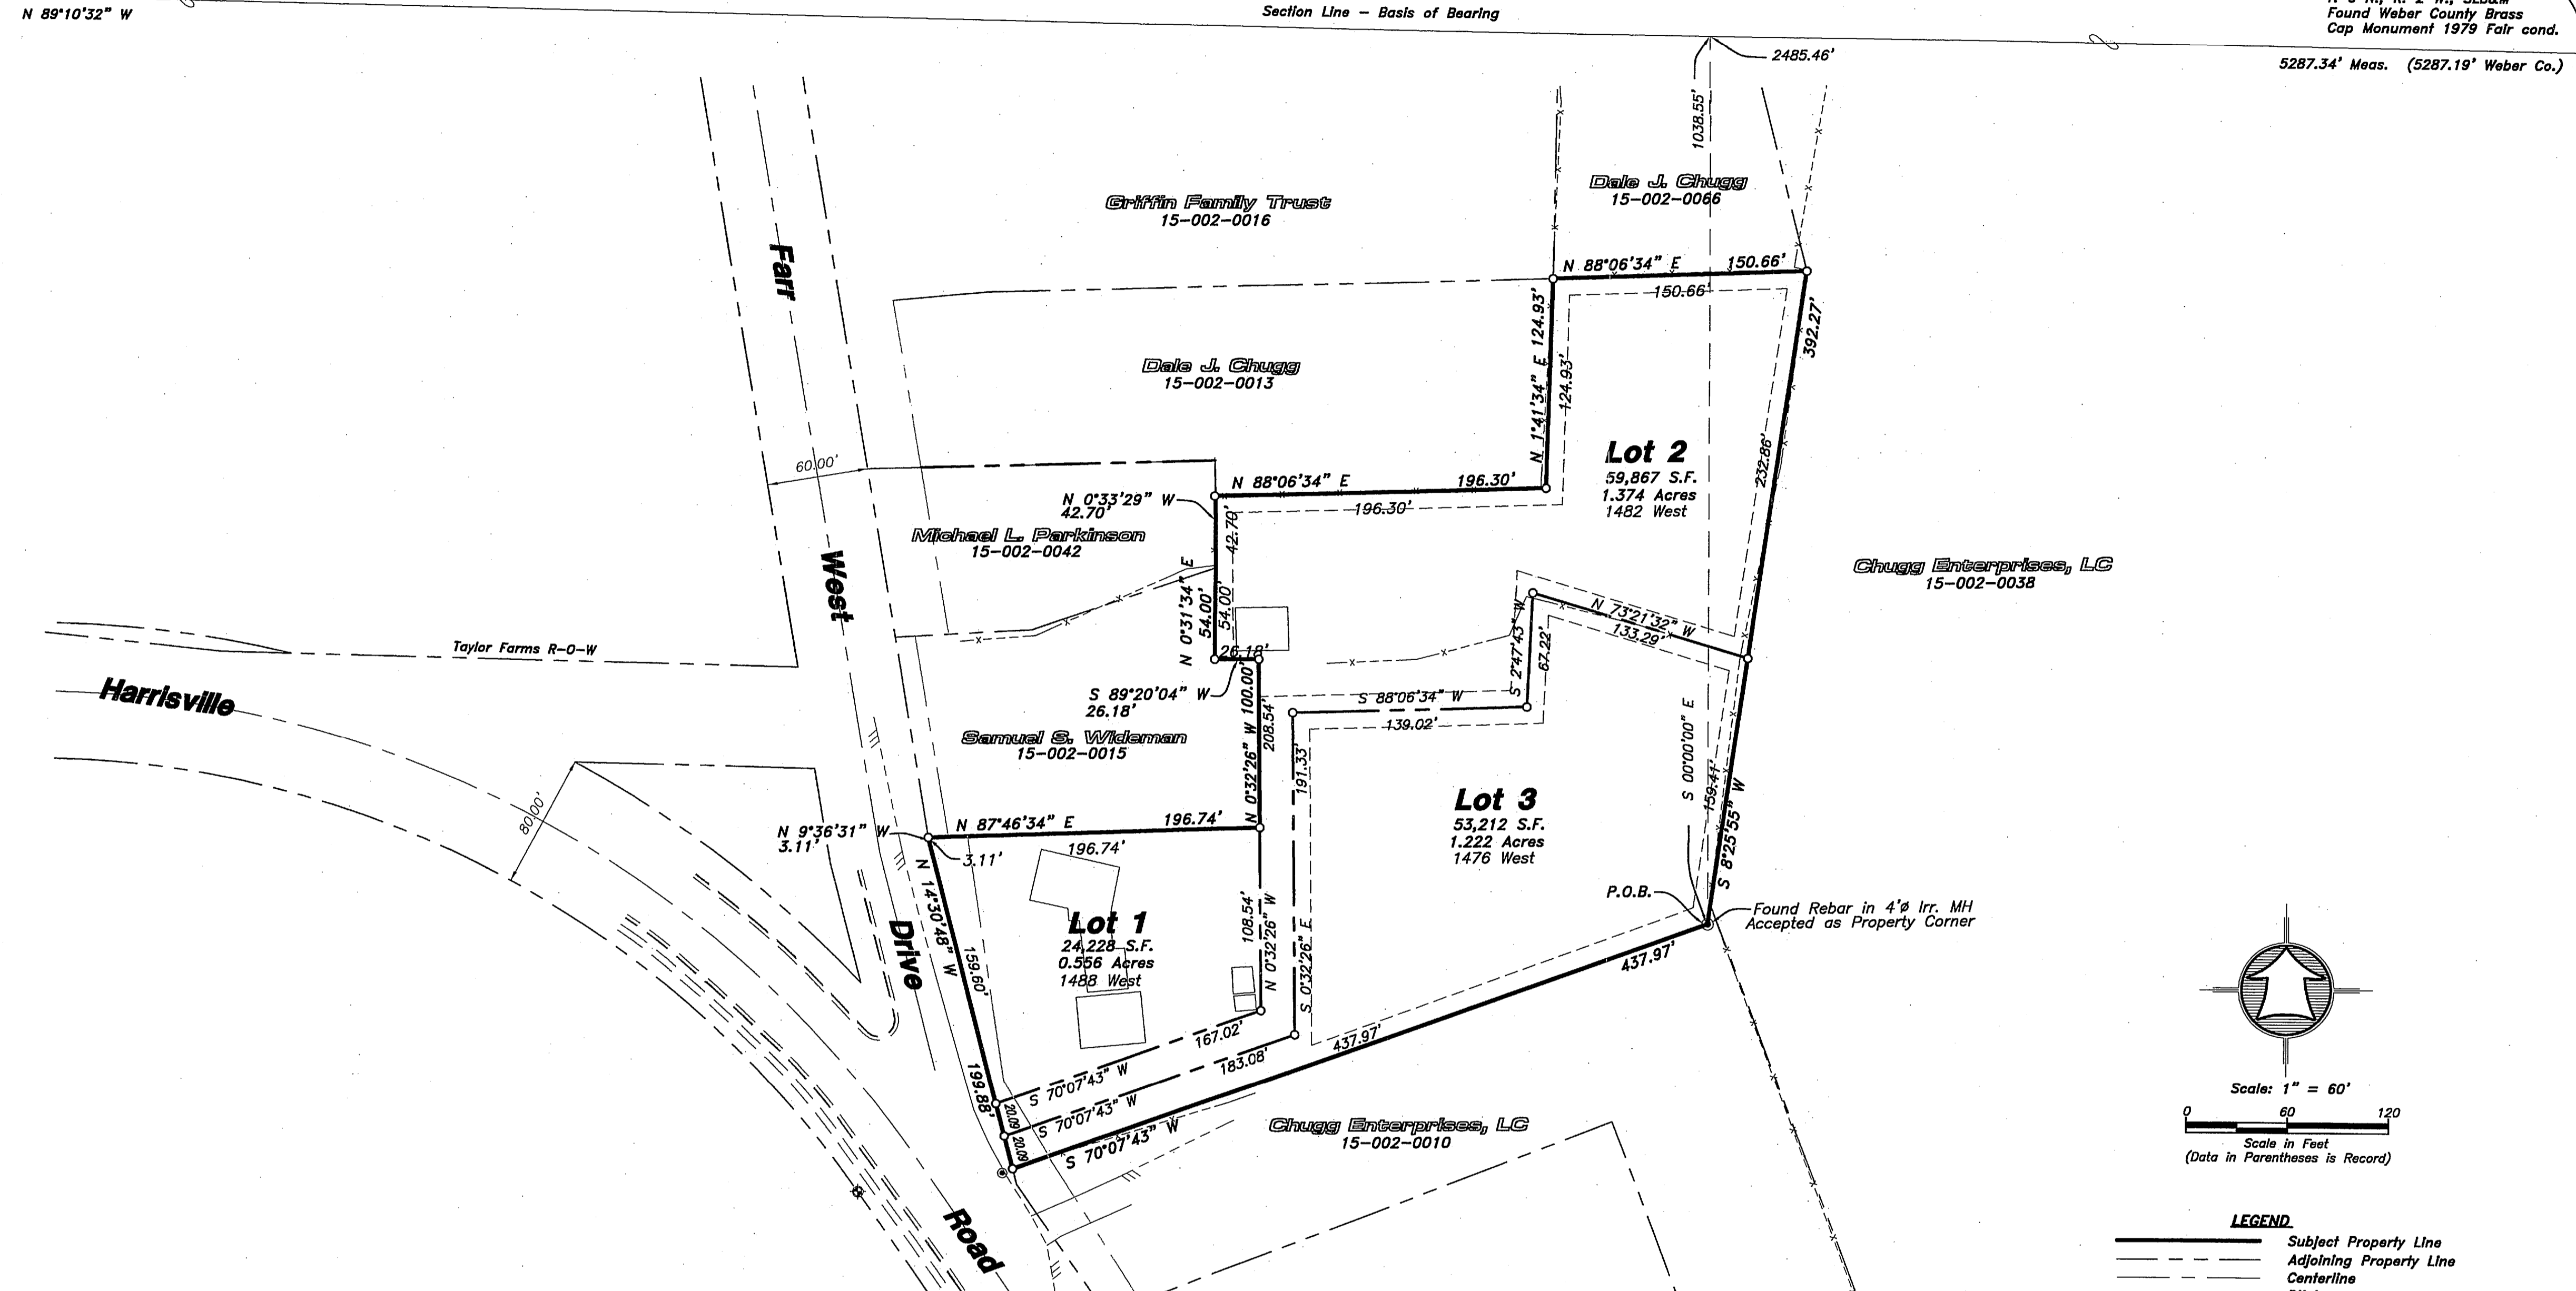 N 89°10'32" W
Section Line - Basis of Bearing
Found Weber County Brass
Cap Monument 1979 Fair cond.
2485.46'
5287.34' Meas. (5287.19' Weber Co.)
1038.55'
Griffin Family Trust
15-002-0016
Dale J. Chugg
15-002-0066
Farr
West
Drive
N 88°06'34" E 150.66'
150.66'
392.27'
N 1°41'34" E 124.93'
124.93'
Dale J. Chugg
15-002-0013
232.86'
Lot 2
59,867 S.F.
1.374 Acres
1482 West
60.00'
N 88°06'34" E 196.30'
196.30'
N 0°33'29" W
42.70'
42.70'
Michael L. Parkinson
15-002-0042
N 0°31'34" E
54.00'
54.00'
Chugg Enterprises, LC
15-002-0038
N 73°21'32" W
133.29'
S 2°47'43" W
67.22'
Taylor Farms R-O-W
Harrisville
26.18'
S 89°20'04" W
26.18'
S 88°06'34" W
139.02'
N 0°32'26" W 100.00'
208.54'
191.33'
Samuel S. Wideman
15-002-0015
S 00°00'00" E
159.41'
S 8°25'55" W
Lot 3
53,212 S.F.
1.222 Acres
1476 West
80.00'
N 9°36'31" W
3.11'
3.11'
N 87°46'34" E 196.74'
196.74'
N 14°30'48" W
159.60'
199.88'
Lot 1
24,228 S.F.
0.556 Acres
1488 West
108.54'
N 0°32'26" W
S 0°32'26" E
P.O.B.
Found Rebar in 4'ø Irr. MH
Accepted as Property Corner
437.97'
437.97'
S 70°07'43" W
167.02'
S 70°07'43" W
183.08'
S 70°07'43" W
20.09
20.09
Chugg Enterprises, LC
15-002-0010
Road
Scale: 1" = 60'
0 60 120
Scale in Feet
(Data in Parentheses is Record)
LEGEND
Subject Property Line
Adjoining Property Line
Centerline